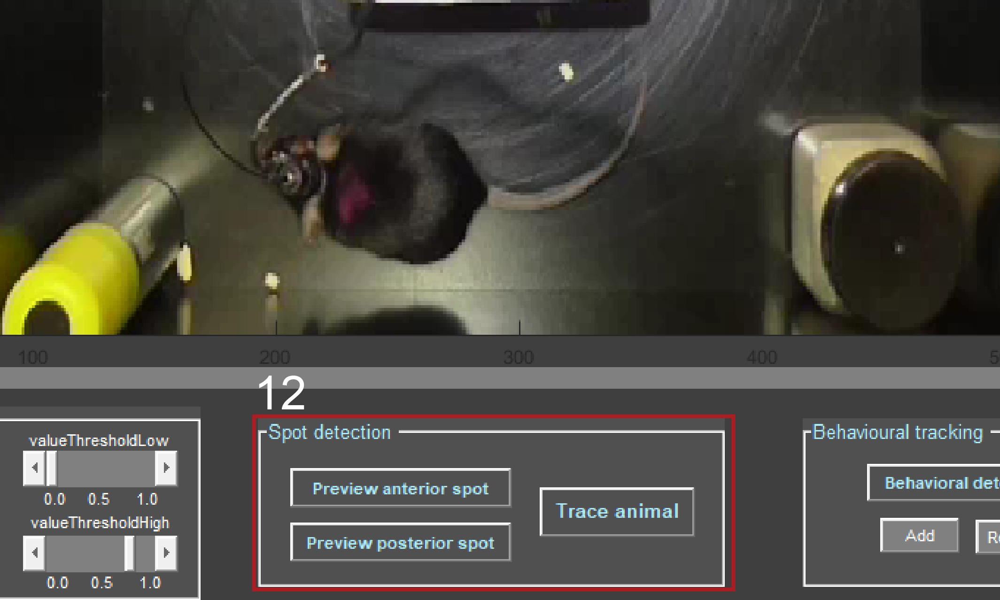 100 200 300 400 5
12
valueThresholdLow
0.0 0.5 1.0
valueThresholdHigh
0.0 0.5 1.0
Spot detection
Preview anterior spot
Preview posterior spot
Trace animal
Behavioural tracking
Behavioral det
Add
Re